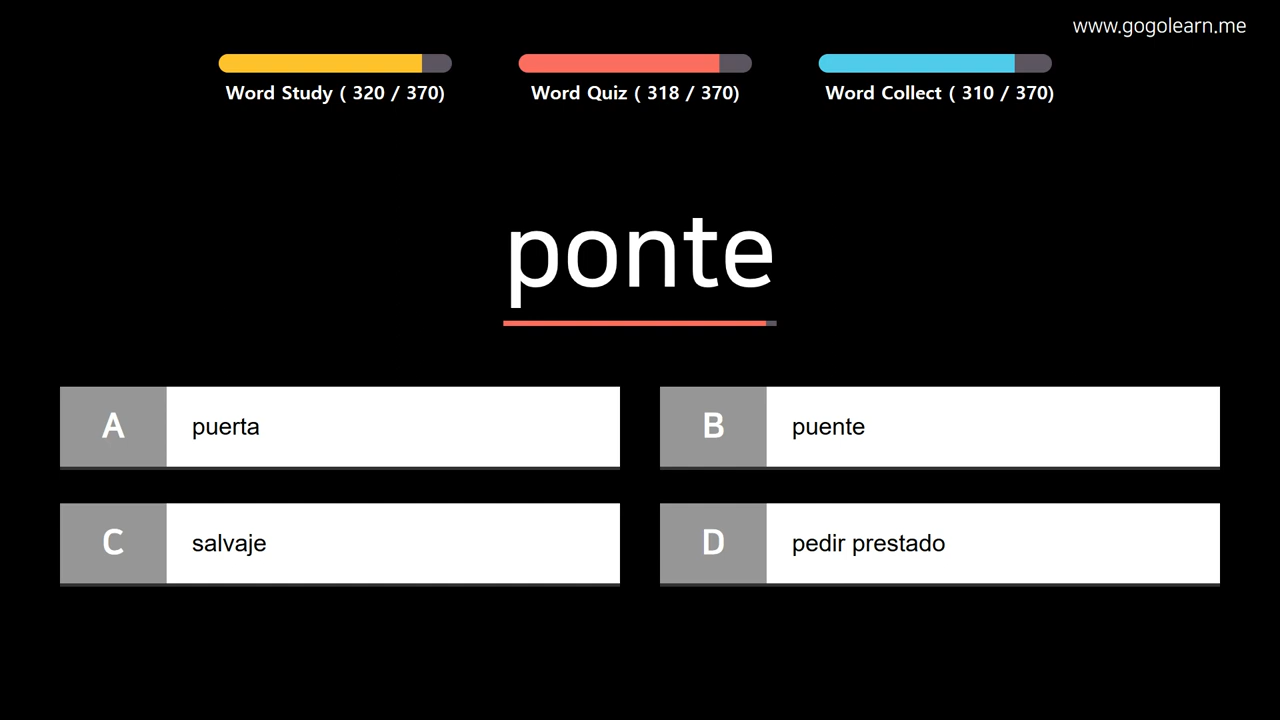 www.gogolearn.me
Word Study ( 320 / 370)
Word Quiz ( 318 / 370)
Word Collect ( 310 / 370)
ponte
A puerta
B puente
C salvaje
D pedir prestado